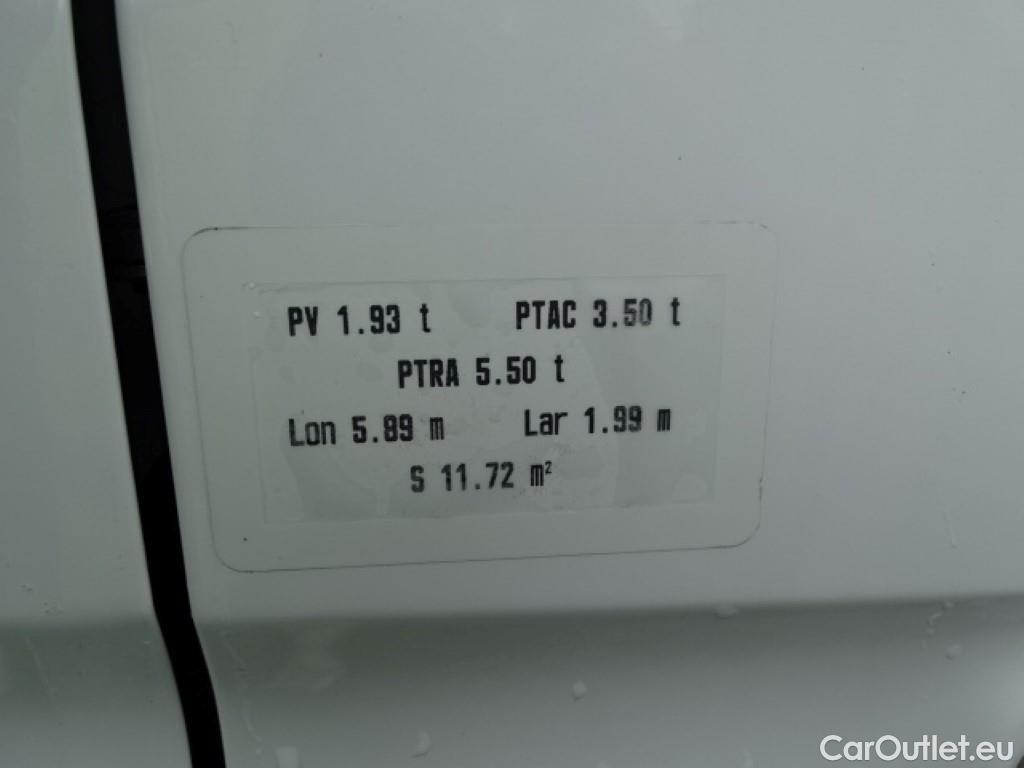 PV 1.93 t PTAC 3.50 t
PTRA 5.50 t
Lon 5.89 m Lar 1.99 m
S 11.72 m²
CarOutlet.eu